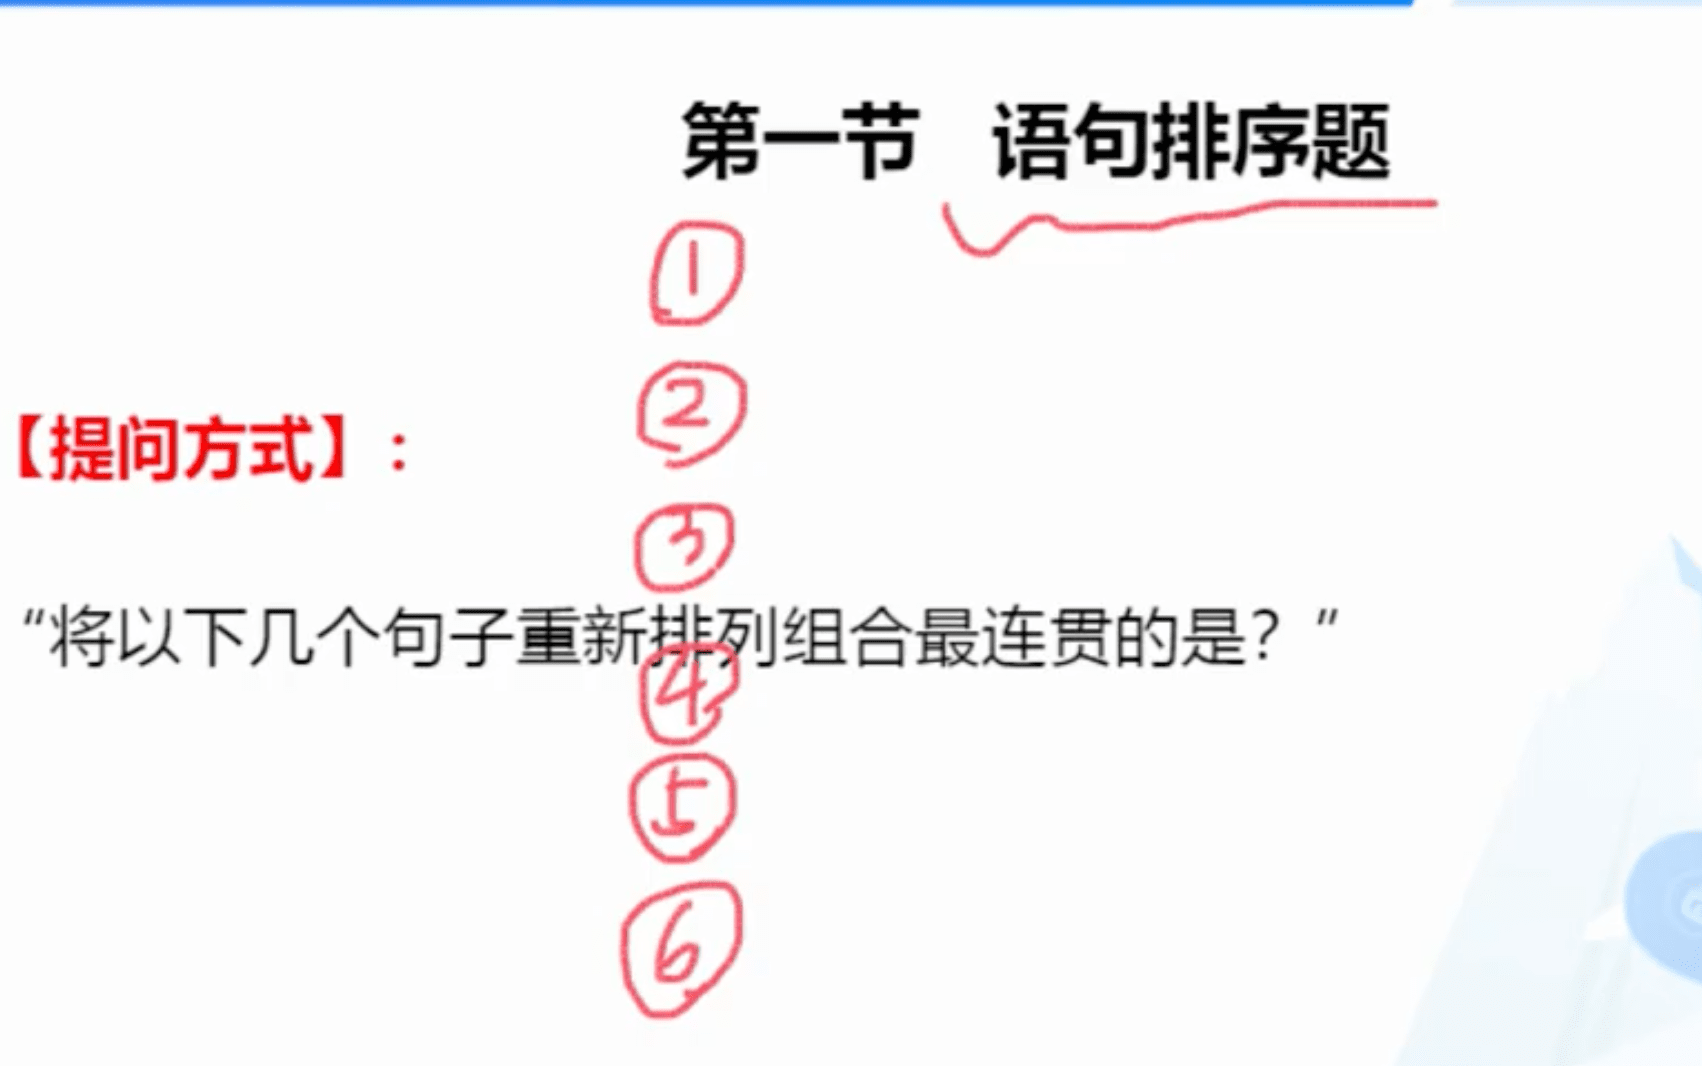 第一节 语句排序题
①
②
【提问方式】:
③
“将以下几个句子重新排列组合最连贯的是？”
④
⑤
⑥